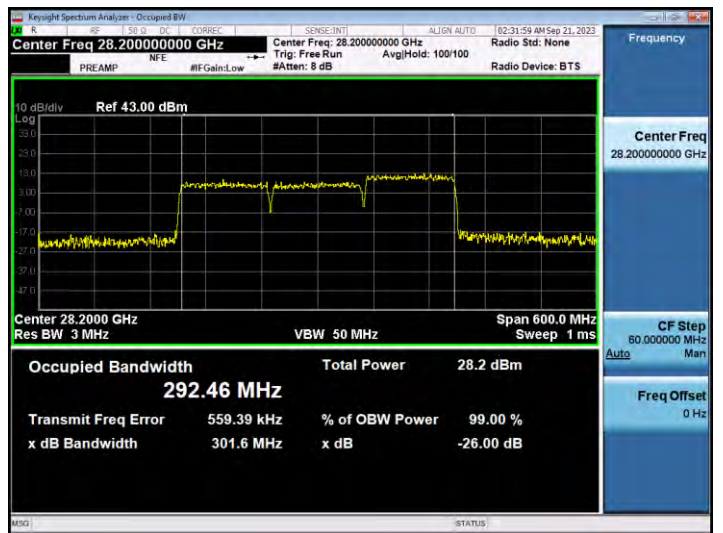 Keysight Spectrum Analyzer - Occupied BW
R RF 50 Ω DC CORREC SENSE:INT ALIGN AUTO 02:31:59 AM Sep 21, 2023
Center Freq 28.200000000 GHz
Center Freq: 28.200000000 GHz
Radio Std: None
NFE
Trig: Free Run Avg|Hold: 100/100
PREAMP #IFGain:Low #Atten: 8 dB Radio Device: BTS
Frequency
10 dB/div Ref 43.00 dBm
Log
33.0
23.0
13.0
3.00
-7.00
-17.0
-27.0
-37.0
-47.0
Center Freq
28.200000000 GHz
Center 28.2000 GHz Span 600.0 MHz
Res BW 3 MHz VBW 50 MHz Sweep 1 ms
CF Step
60.000000 MHz
Auto Man
Occupied Bandwidth Total Power 28.2 dBm
292.46 MHz
Transmit Freq Error 559.39 kHz % of OBW Power 99.00 %
x dB Bandwidth 301.6 MHz x dB -26.00 dB
Freq Offset
0 Hz
MSG STATUS